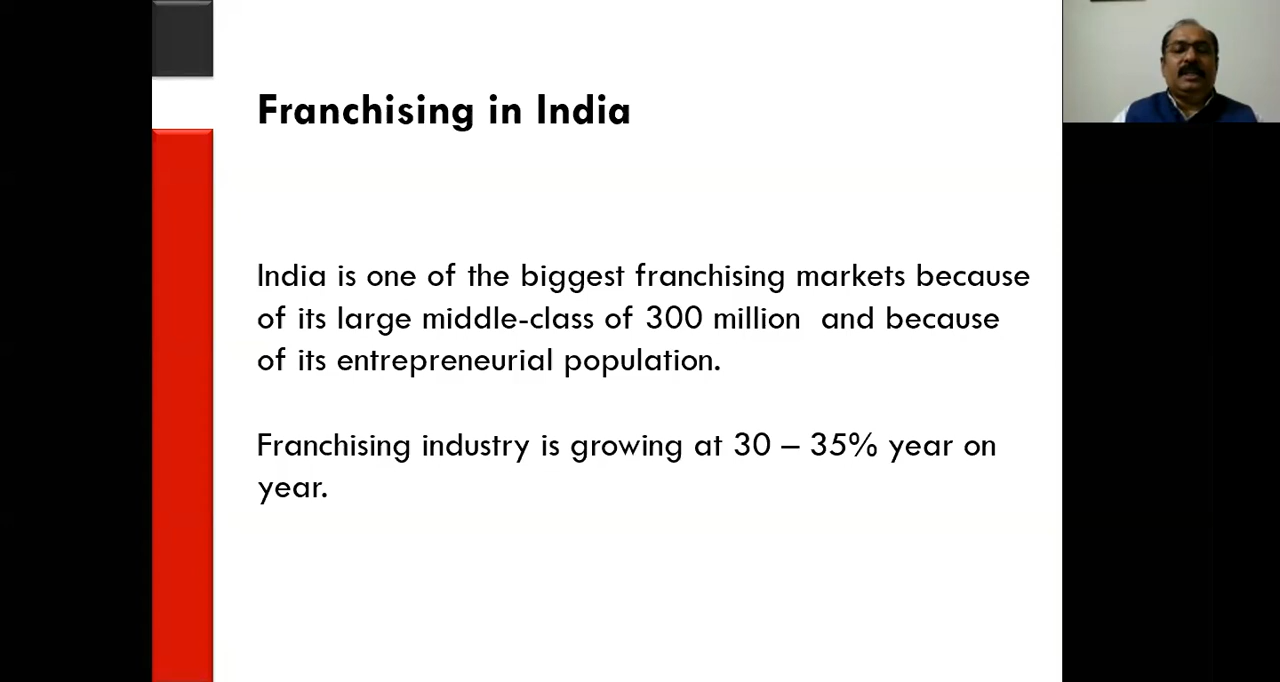 Franchising in India
India is one of the biggest franchising markets because
of its large middle-class of 300 million  and because
of its entrepreneurial population.
Franchising industry is growing at 30 – 35% year on
year.